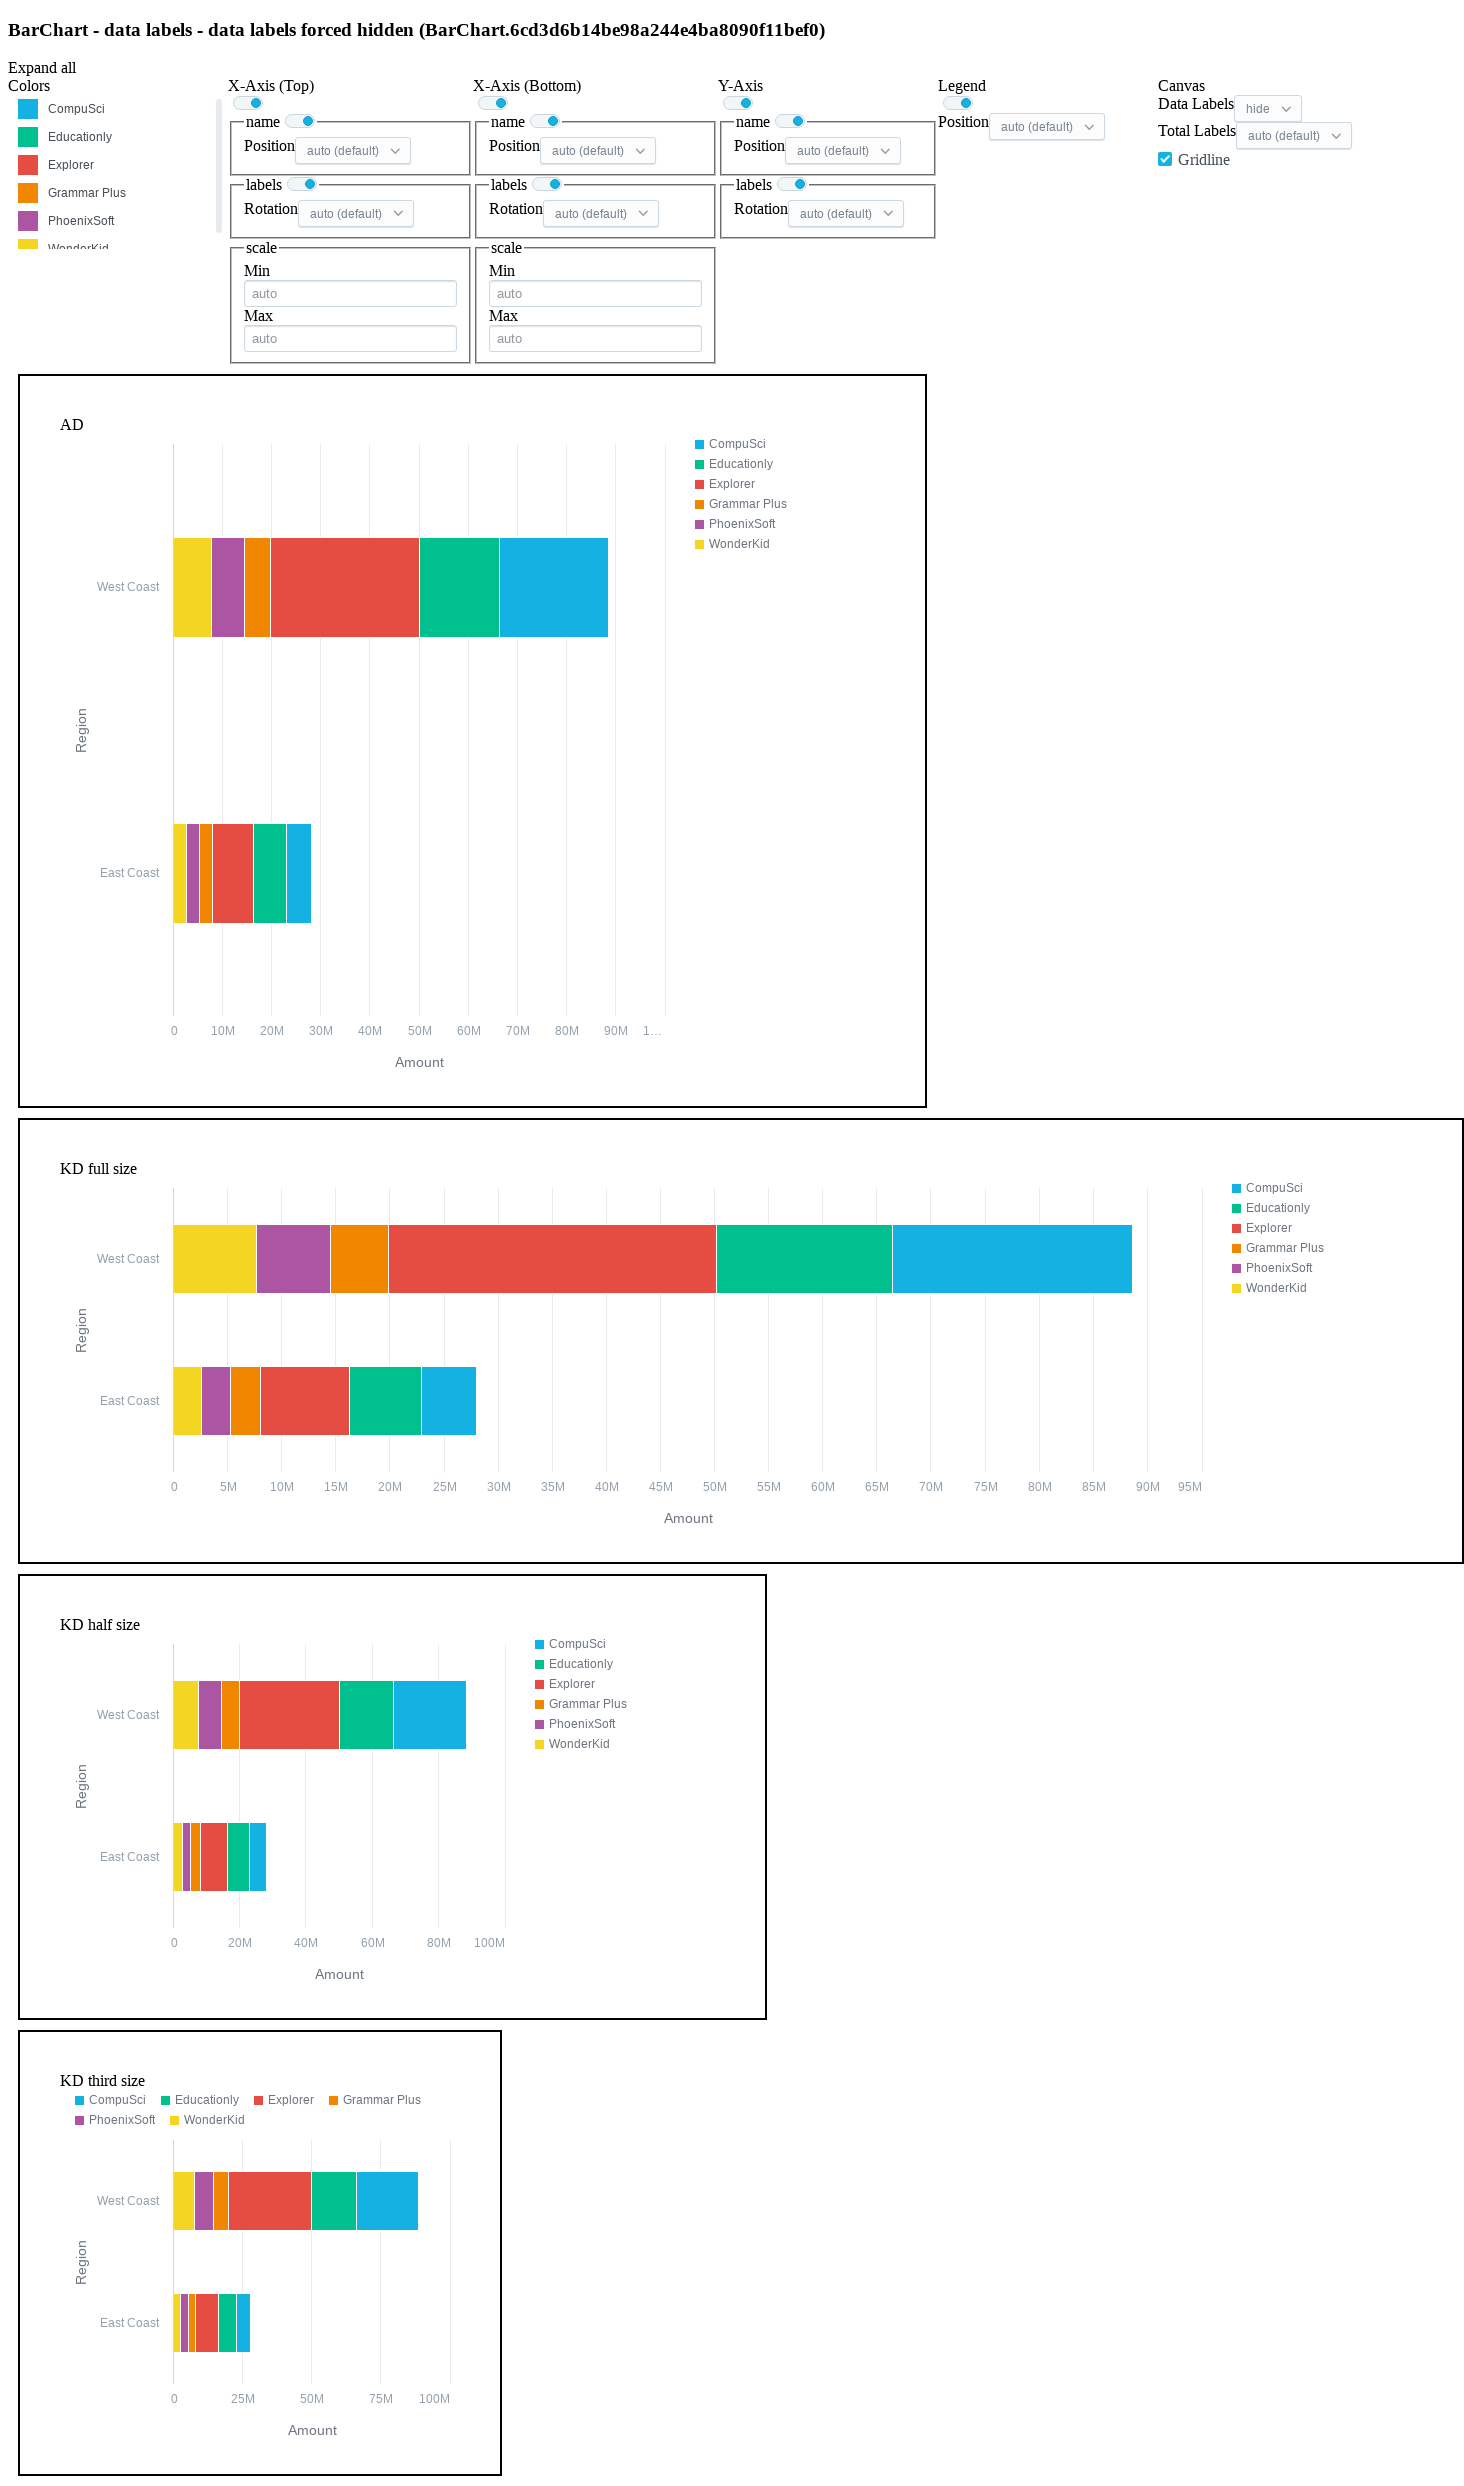 BarChart - data labels - data labels forced hidden (BarChart.6cd3d6b14be98a244e4ba8090f11bef0)
Expand all
Colors
CompuSci
Educationly
Explorer
Grammar Plus
PhoenixSoft
WonderKid
X-Axis (Top)
name
Position auto (default)
labels
Rotation auto (default)
scale
Min
auto
Max
auto
X-Axis (Bottom)
name
Position auto (default)
labels
Rotation auto (default)
scale
Min
auto
Max
auto
Y-Axis
name
Position auto (default)
labels
Rotation auto (default)
Legend
Position auto (default)
Canvas
Data Labels hide
Total Labels auto (default)
Gridline
AD
CompuSci
Educationly
Explorer
Grammar Plus
PhoenixSoft
WonderKid
West Coast
Region
East Coast
0 10M 20M 30M 40M 50M 60M 70M 80M 90M 1…
Amount
KD full size
CompuSci
Educationly
Explorer
Grammar Plus
PhoenixSoft
WonderKid
West Coast
Region
East Coast
0 5M 10M 15M 20M 25M 30M 35M 40M 45M 50M 55M 60M 65M 70M 75M 80M 85M 90M 95M
Amount
KD half size
CompuSci
Educationly
Explorer
Grammar Plus
PhoenixSoft
WonderKid
West Coast
Region
East Coast
0 20M 40M 60M 80M 100M
Amount
KD third size
CompuSci Educationly Explorer Grammar Plus
PhoenixSoft WonderKid
West Coast
Region
East Coast
0 25M 50M 75M 100M
Amount